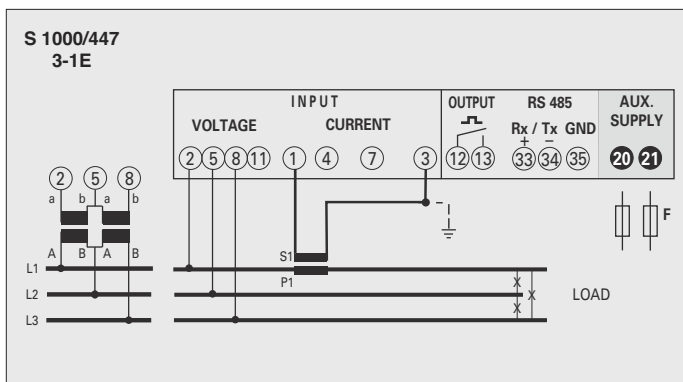 S 1000/447
3-1E
INPUT
VOLTAGE
CURRENT
OUTPUT
RS 485
Rx / Tx GND
+ −
AUX.
SUPPLY
2 5 8 11 1 4 7 3 12 13 33 34 35 20 21
2 5 8
a b a b
F
A B A B
S1
P1
L1
L2
L3
X
X
X
LOAD